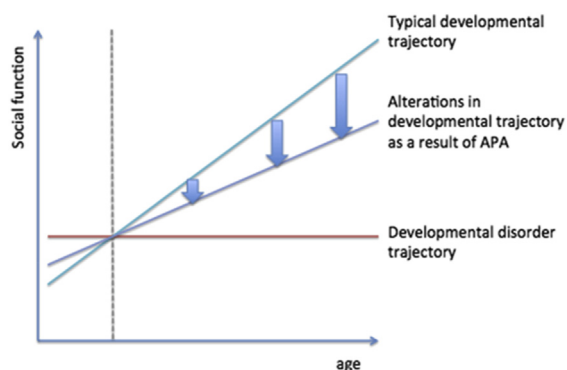 Typical developmental
trajectory
Social function
Alterations in
developmental trajectory
as a result of APA
Developmental disorder
trajectory
age